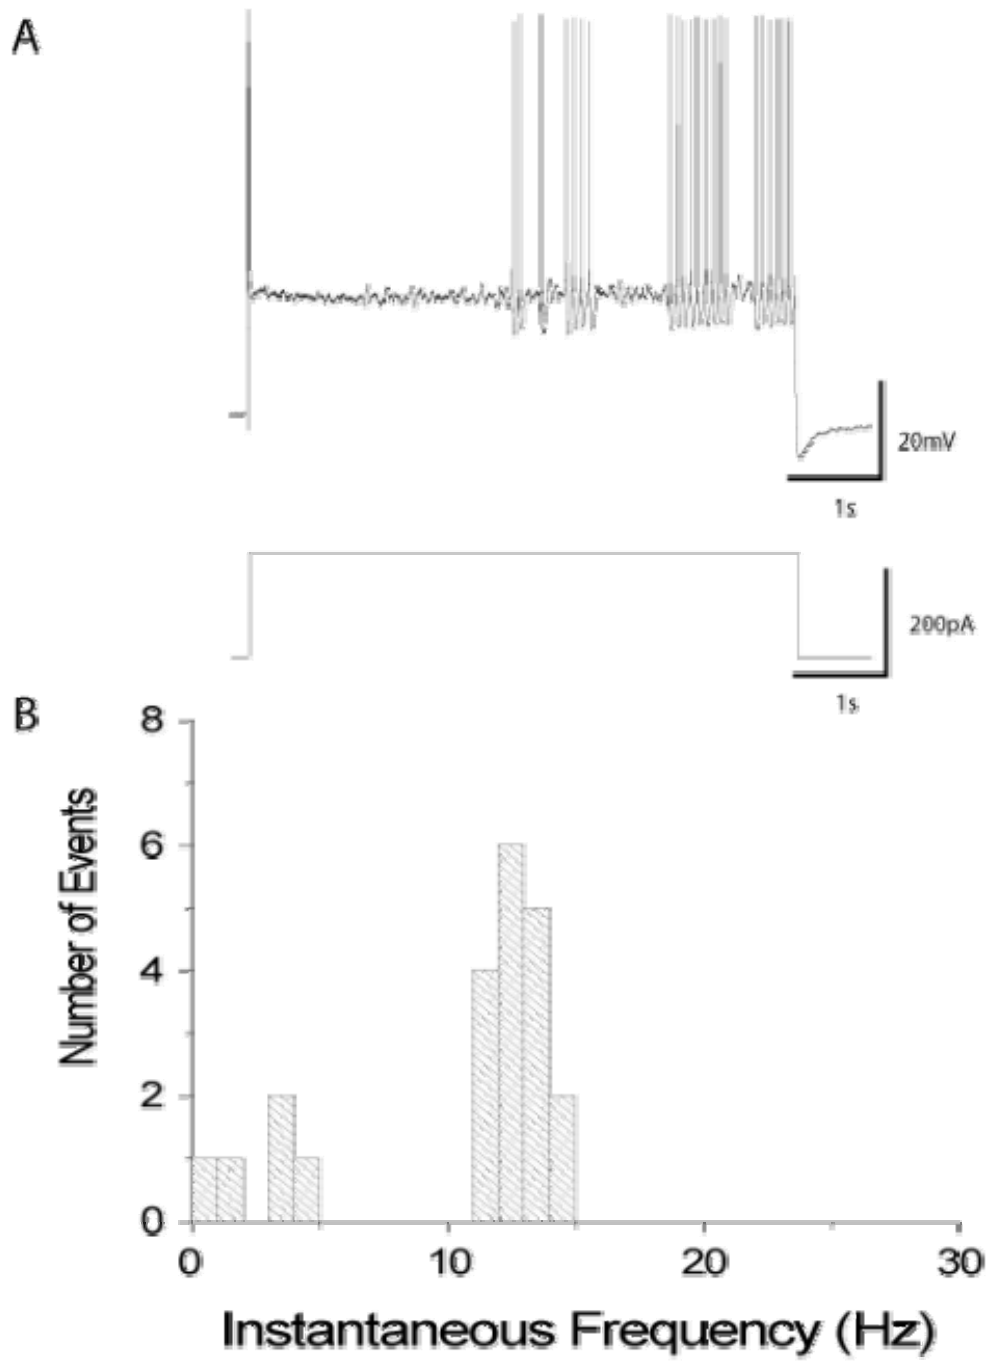 A
20mV
1s
200pA
1s
B
8
6
4
2
0
Number of Events
0 10 20 30
Instantaneous Frequency (Hz)